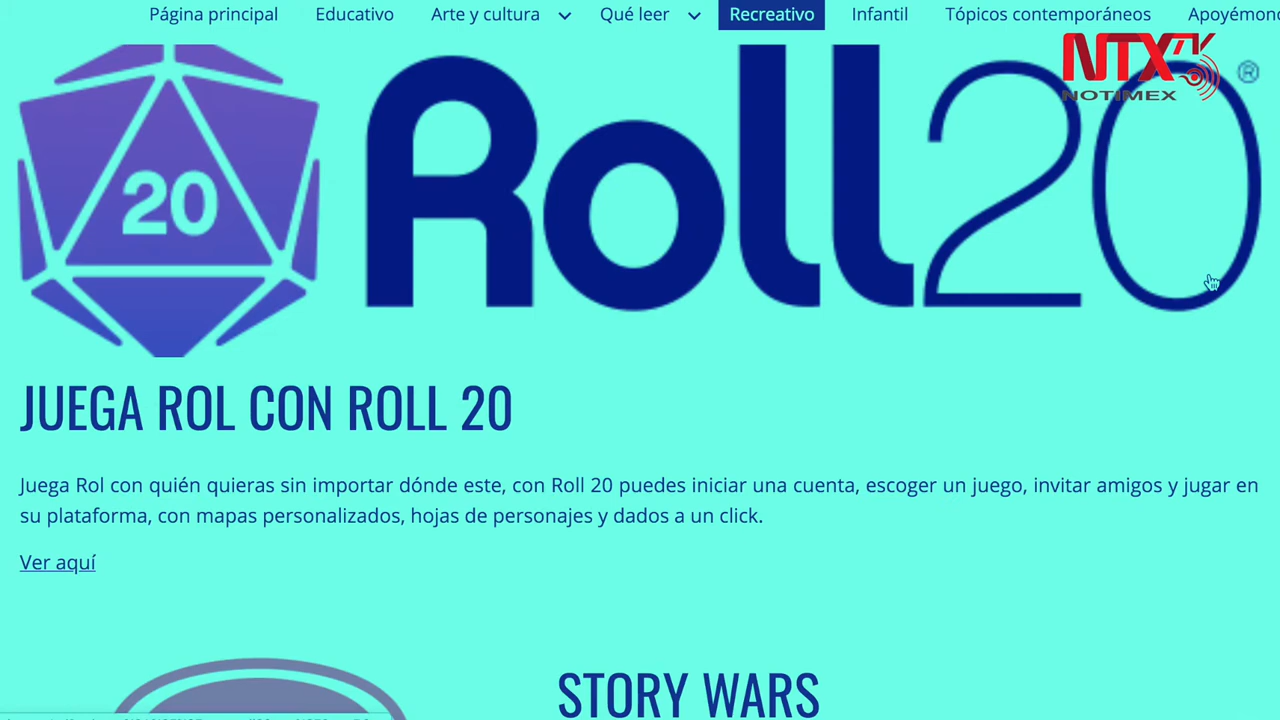 Página principal Educativo Arte y cultura Qué leer Recreativo Infantil Tópicos contemporáneos Apoyémono
NTX
NOTIMEX
20 Roll20®
JUEGA ROL CON ROLL 20
Juega Rol con quién quieras sin importar dónde este, con Roll 20 puedes iniciar una cuenta, escoger un juego, invitar amigos y jugar en
su plataforma, con mapas personalizados, hojas de personajes y dados a un click.
Ver aquí
STORY WARS